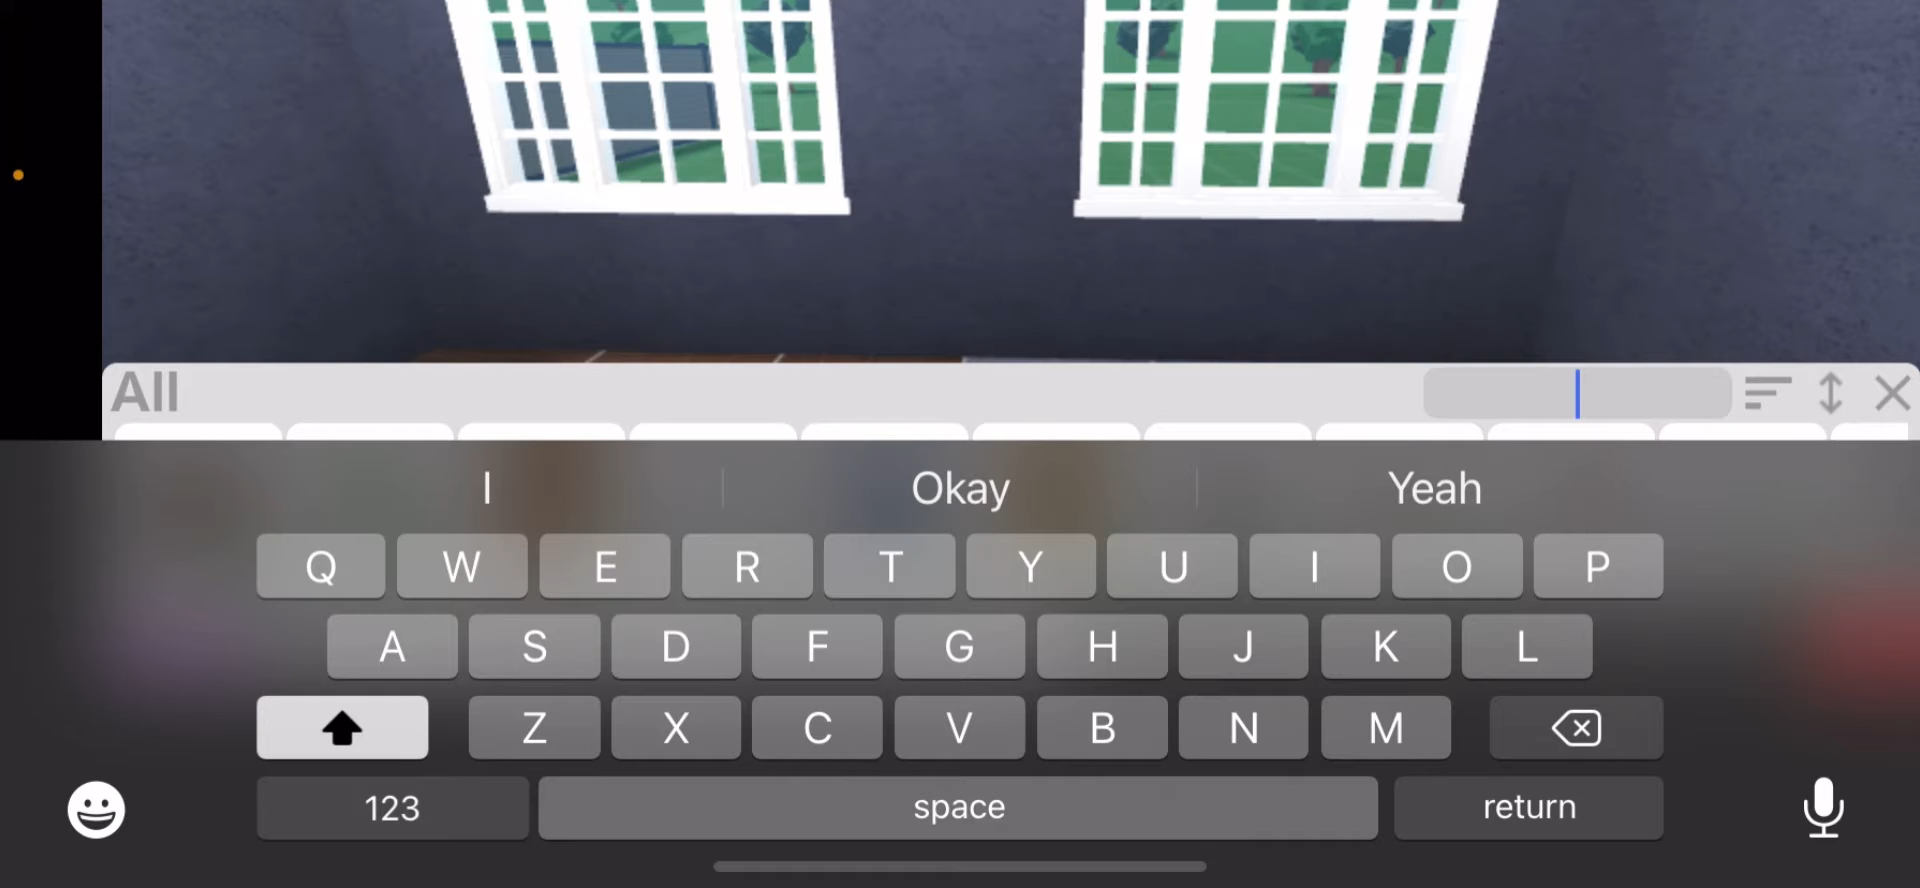 All
I Okay Yeah
Q W E R T Y U I O P
A S D F G H J K L
Z X C V B N M
123 space return